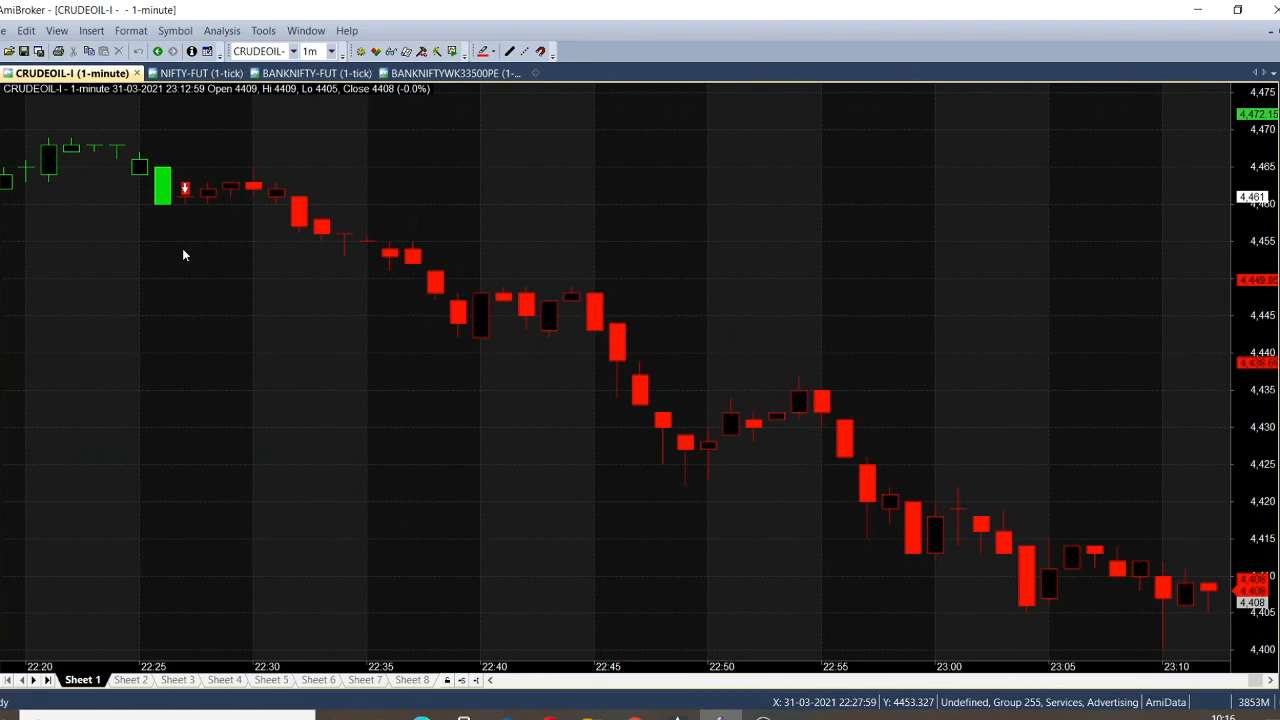 AmiBroker - [CRUDEOIL-I - - 1-minute]
Edit View Insert Format Symbol Analysis Tools Window Help
CRUDEOIL- 1m
CRUDEOIL-I (1-minute) NIFTY-FUT (1-tick) BANKNIFTY-FUT (1-tick) BANKNIFTYWK33500PE (1-...
CRUDEOIL-I - 1-minute 31-03-2021 23:12:59 Open 4409, Hi 4409, Lo 4405, Close 4408 (-0.0%)
4,475
4,472.15
4,470
4,465
4,461
4,460
4,455
4,445
4,440
4,435
4,430
4,425
4,420
4,415
4,408
4,408
4,405
4,400
22:20 22:25 22:30 22:35 22:40 22:45 22:50 22:55 23:00 23:05 23:10
Sheet 1 Sheet 2 Sheet 3 Sheet 4 Sheet 5 Sheet 6 Sheet 7 Sheet 8
X: 31-03-2021 22:27:59 Y: 4453.327 Undefined, Group 255, Services, Advertising AmiData 3853M
10:16